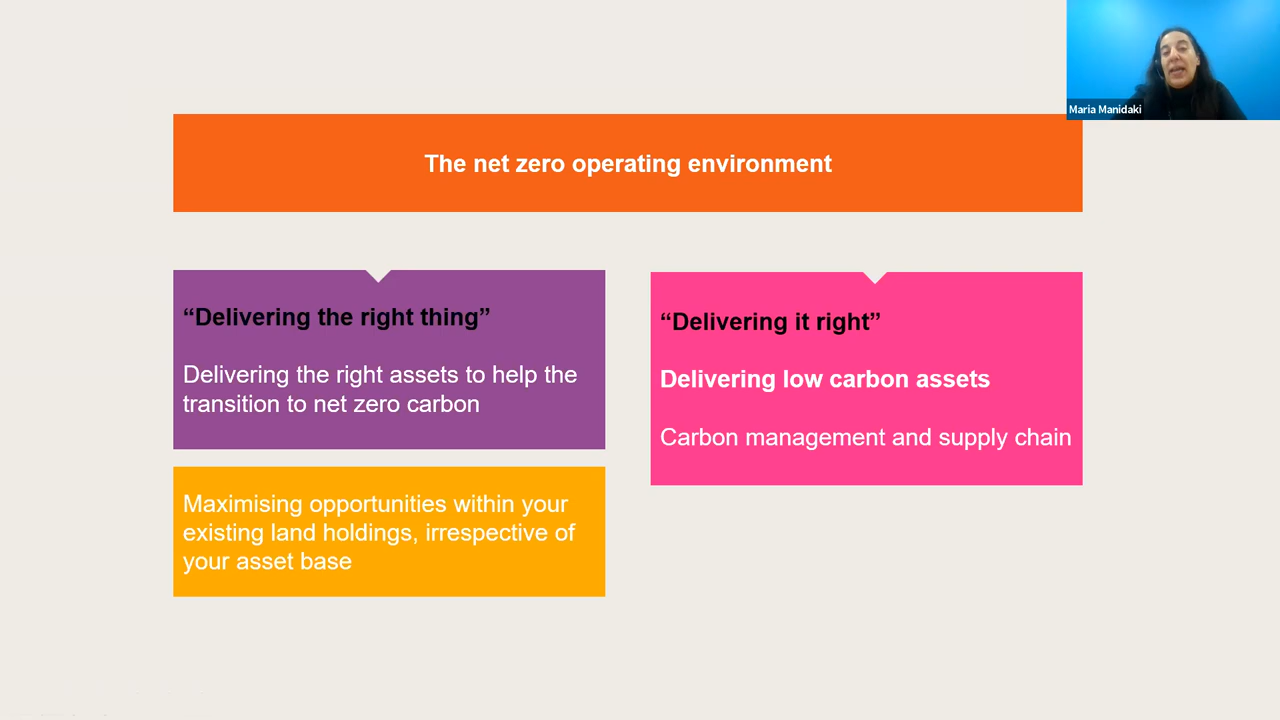 Maria Manidaki
The net zero operating environment
“Delivering the right thing”
Delivering the right assets to help the
transition to net zero carbon
Maximising opportunities within your
existing land holdings, irrespective of
your asset base
“Delivering it right”
Delivering low carbon assets
Carbon management and supply chain